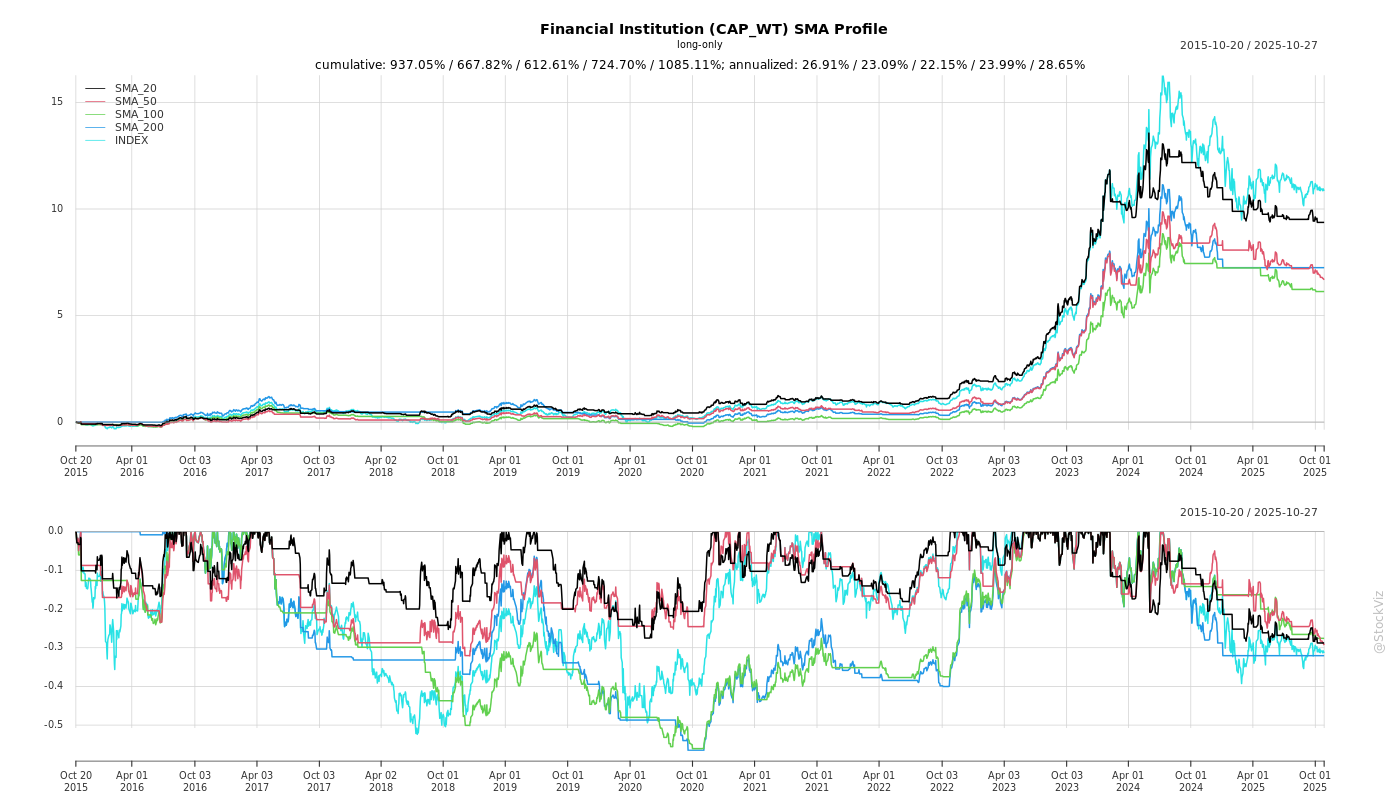 Financial Institution (CAP_WT) SMA Profile
long-only
2015-10-20 / 2025-10-27
cumulative: 937.05% / 667.82% / 612.61% / 724.70% / 1085.11%; annualized: 26.91% / 23.09% / 22.15% / 23.99% / 28.65%
SMA_20
SMA_50
SMA_100
SMA_200
INDEX
15
10
5
0
Oct 20 Apr 01 Oct 03 Apr 03 Oct 03 Apr 02 Oct 01 Apr 01 Oct 01 Apr 01 Oct 01 Apr 01 Oct 01 Apr 01 Oct 03 Apr 03 Oct 03 Apr 01 Oct 01 Apr 01 Oct 01
2015 2016 2016 2017 2017 2018 2018 2019 2019 2020 2020 2021 2021 2022 2022 2023 2023 2024 2024 2025 2025
2015-10-20 / 2025-10-27
0.0
-0.1
-0.2
-0.3
-0.4
-0.5
Oct 20 Apr 01 Oct 03 Apr 03 Oct 03 Apr 02 Oct 01 Apr 01 Oct 01 Apr 01 Oct 01 Apr 01 Oct 01 Apr 01 Oct 03 Apr 03 Oct 03 Apr 01 Oct 01 Apr 01 Oct 01
2015 2016 2016 2017 2017 2018 2018 2019 2019 2020 2020 2021 2021 2022 2022 2023 2023 2024 2024 2025 2025
@StockViz